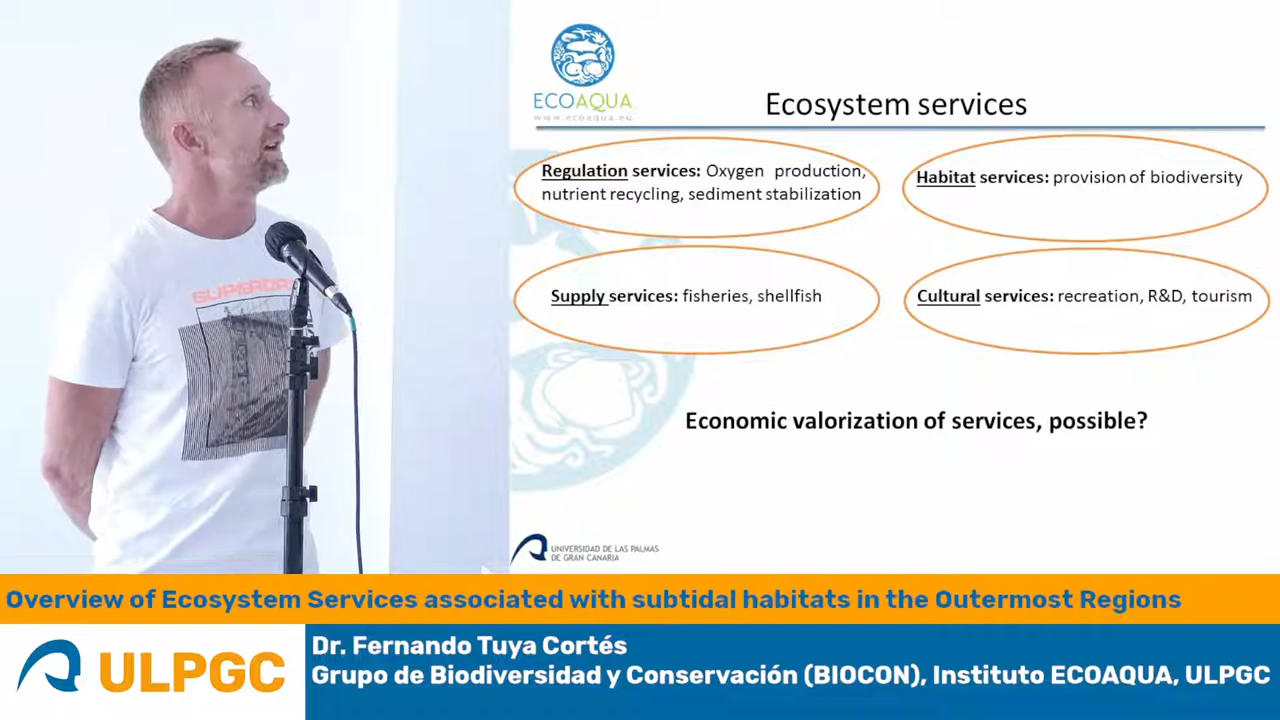 ECOAQUA
www.ecoaqua.eu
Ecosystem services
Regulation services: Oxygen production,
nutrient recycling, sediment stabilization
Habitat services: provision of biodiversity
Supply services: fisheries, shellfish
Cultural services: recreation, R&D, tourism
Economic valorization of services, possible?
UNIVERSIDAD DE LAS PALMAS
DE GRAN CANARIA
Overview of Ecosystem Services associated with subtidal habitats in the Outermost Regions
ULPGC
Dr. Fernando Tuya Cortés
Grupo de Biodiversidad y Conservación (BIOCON), Instituto ECOAQUA, ULPGC